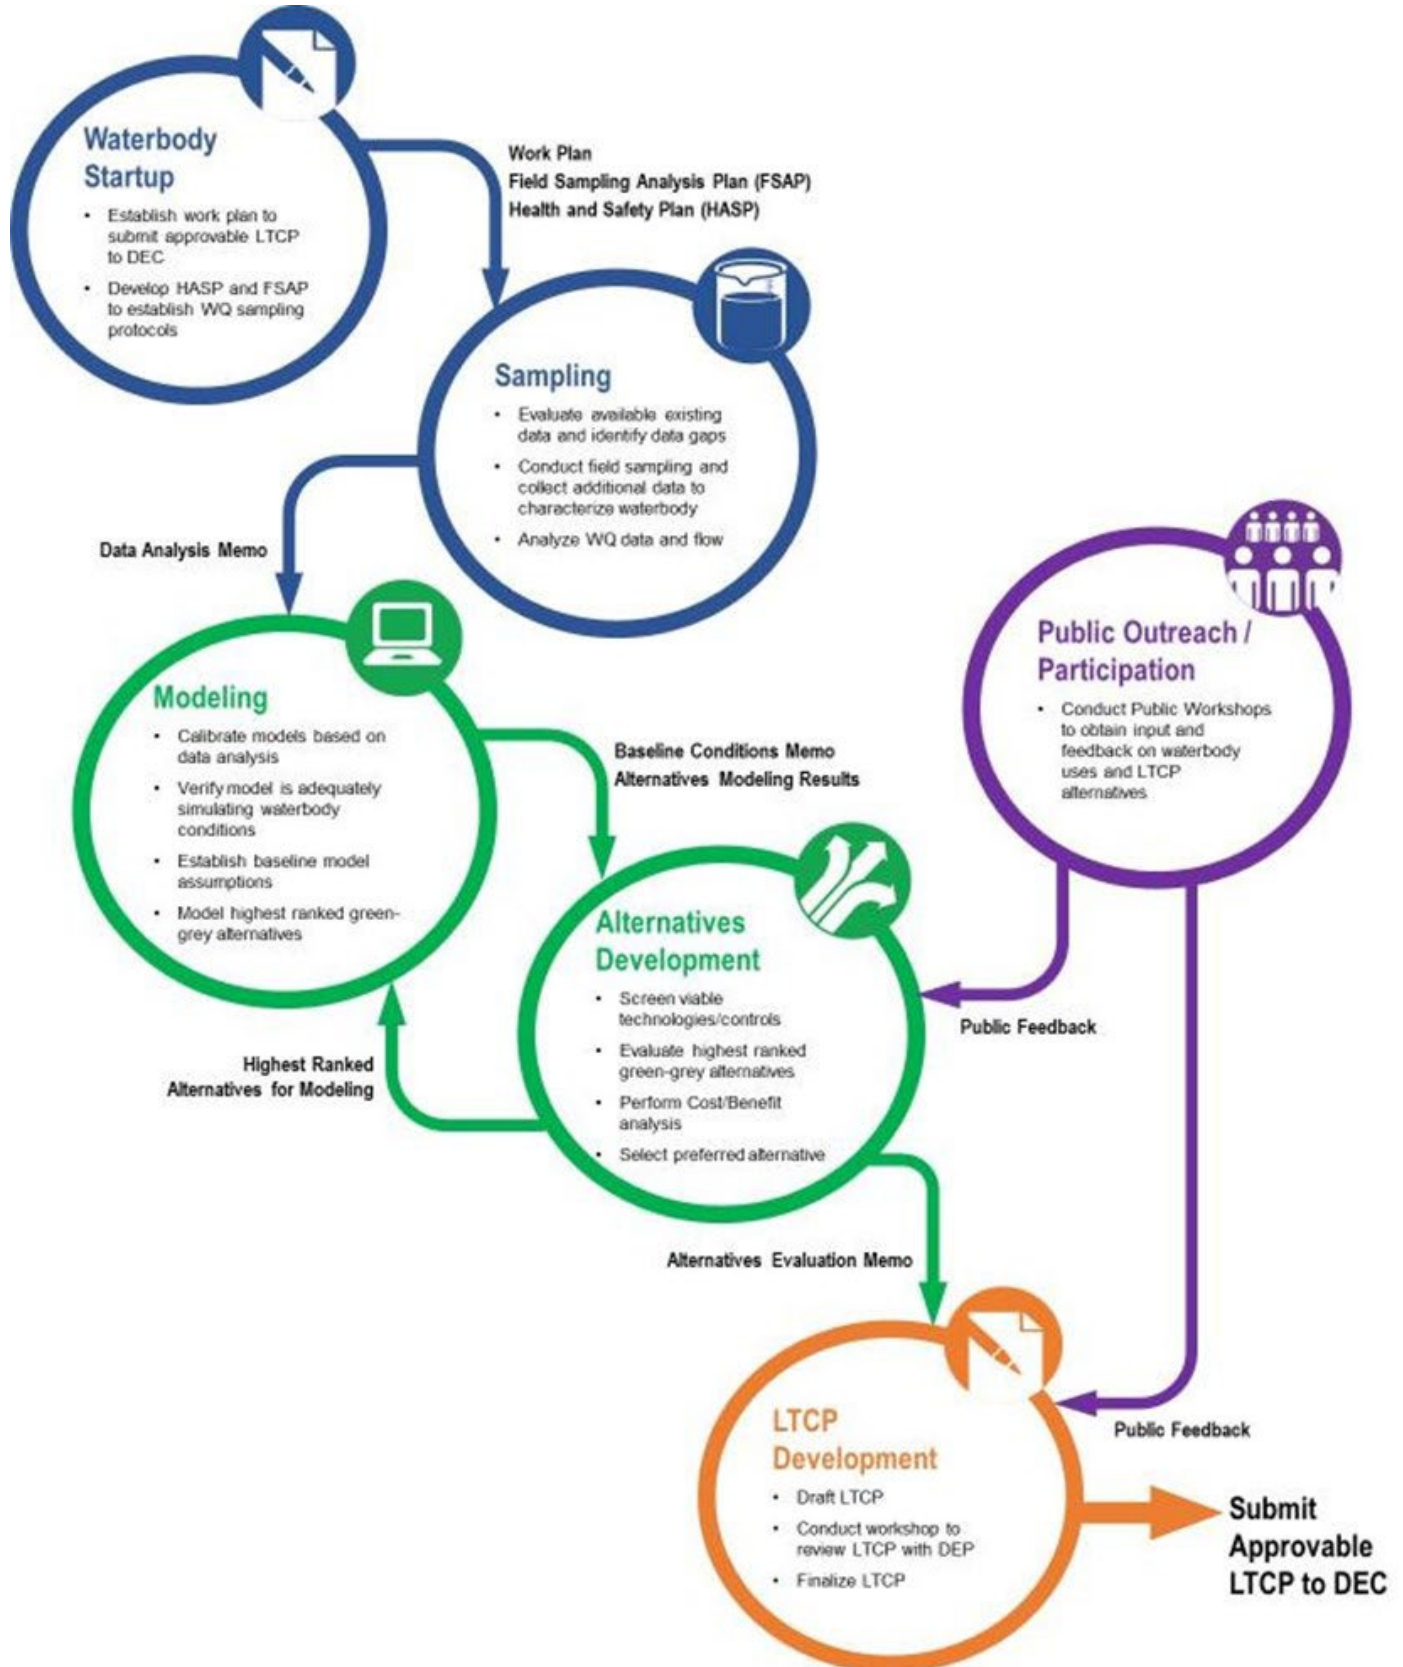 Waterbody
Startup
• Establish work plan to
submit approvable LTCP
to DEC
• Develop HASP and FSAP
to establish WQ sampling
protocols
Work Plan
Field Sampling Analysis Plan (FSAP)
Health and Safety Plan (HASP)
Sampling
• Evaluate available existing
data and identify data gaps
• Conduct field sampling and
collect additional data to
characterize waterbody
• Analyze WQ data and flow
Data Analysis Memo
Modeling
• Calibrate models based on
data analysis
• Verify model is adequately
simulating waterbody
conditions
• Establish baseline model
assumptions
• Model highest ranked green-
grey alternatives
Baseline Conditions Memo
Alternatives Modeling Results
Public Outreach /
Participation
• Conduct Public Workshops
to obtain input and
feedback on waterbody
uses and LTCP
alternatives
Alternatives
Development
• Screen viable
technologies/controls
• Evaluate highest ranked
green-grey alternatives
• Perform Cost/Benefit
analysis
• Select preferred alternative
Public Feedback
Highest Ranked
Alternatives for Modeling
Alternatives Evaluation Memo
LTCP
Development
• Draft LTCP
• Conduct workshop to
review LTCP with DEP
• Finalize LTCP
Public Feedback
Submit
Approvable
LTCP to DEC